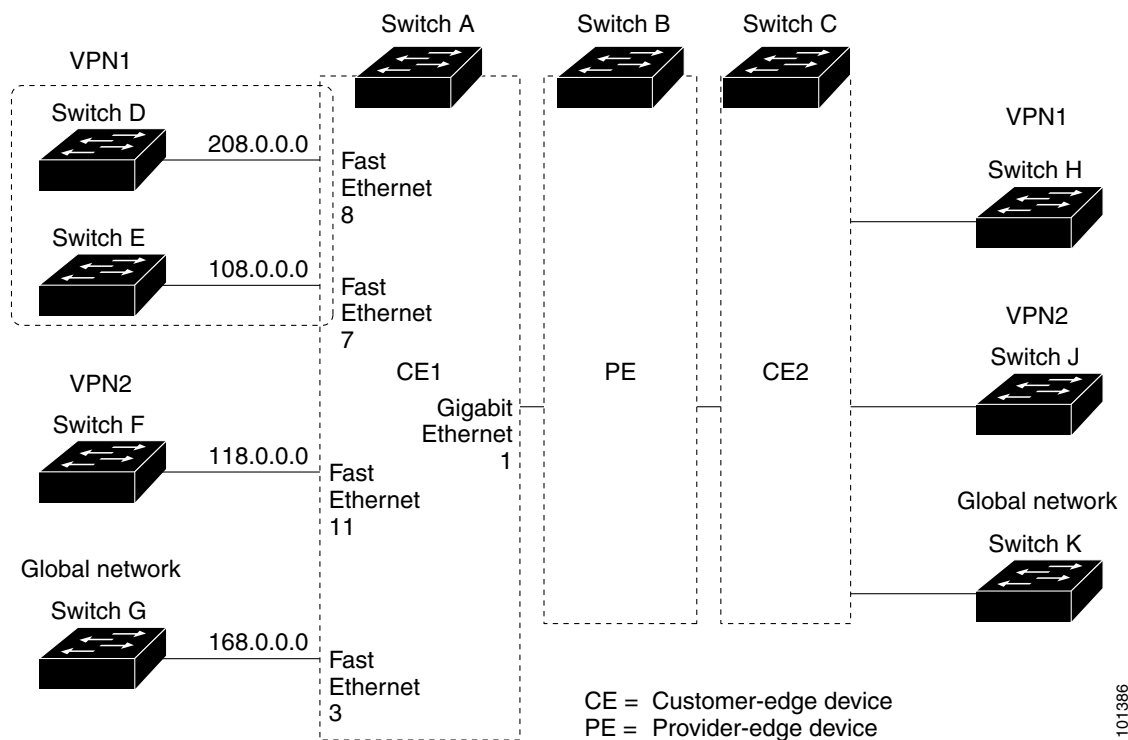 Switch A
Switch B
Switch C
VPN1
Switch D
208.0.0.0
Fast
Ethernet
8
Switch E
108.0.0.0
Fast
Ethernet
7
VPN2
Switch F
118.0.0.0
Fast
Ethernet
11
Global network
Switch G
168.0.0.0
Fast
Ethernet
3
CE1
Gigabit
Ethernet
1
PE
CE2
VPN1
Switch H
VPN2
Switch J
Global network
Switch K
CE = Customer-edge device
PE = Provider-edge device
101386